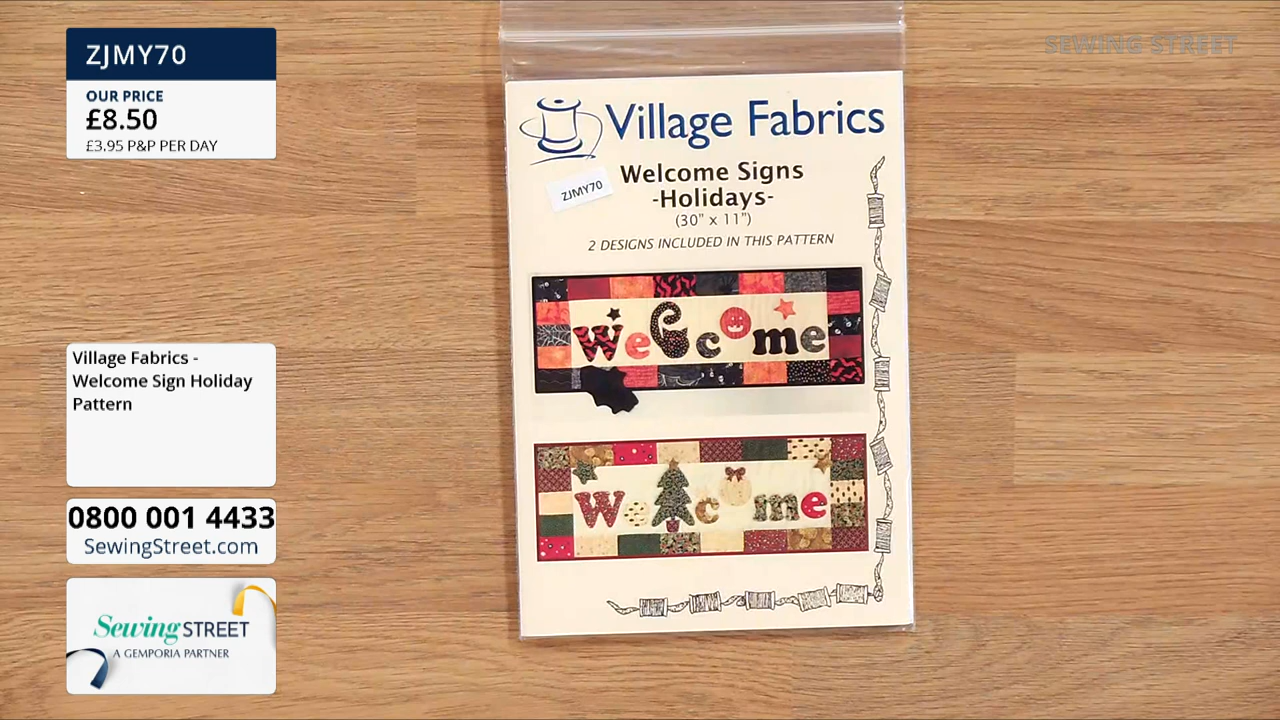 ZJMY70
OUR PRICE
£8.50
£3.95 P&P PER DAY
Village Fabrics -
Welcome Sign Holiday
Pattern
0800 001 4433
SewingStreet.com
Sewing STREET
A GEMPORIA PARTNER
SEWING STREET
Village Fabrics
ZJMY70
Welcome Signs
-Holidays-
(30" x 11")
2 DESIGNS INCLUDED IN THIS PATTERN
Welcome
Welcome